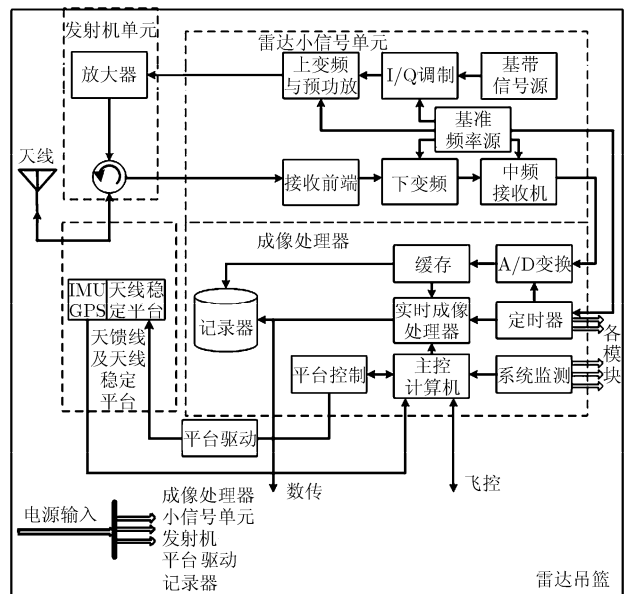 发射机单元
放大器
雷达小信号单元
上变频
与预功放
I/Q调制
基带
信号源
基准
频率源
天线
接收前端
下变频
中频
接收机
成像处理器
缓存
A/D变换
IMU
GPS
天线稳
定平台
记录器
实时成像
处理器
定时器
各
模
块
天馈线
及天线
稳定
平台
平台控制
主控
计算机
系统监测
平台驱动
数传
飞控
电源输入
成像处理器
小信号单元
发射机
平台驱动
记录器
雷达吊篮